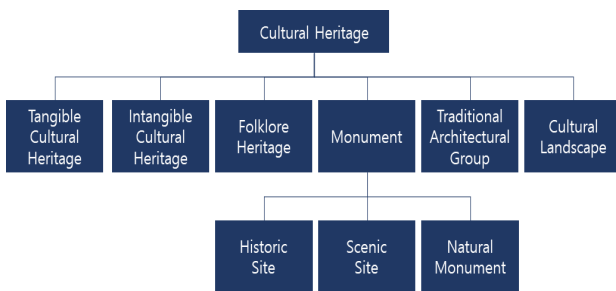 Cultural Heritage
Tangible
Cultural
Heritage
Intangible
Cultural
Heritage
Folklore
Heritage
Monument
Traditional
Architectural
Group
Cultural
Landscape
Historic
Site
Scenic
Site
Natural
Monument